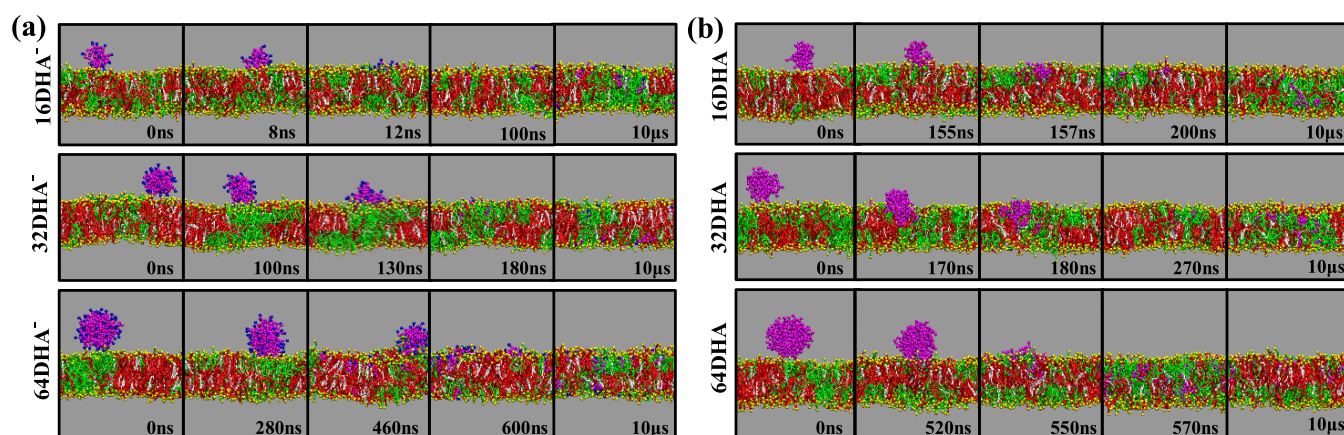 (a)
16DHA⁻
0ns 8ns 12ns 100ns 10μs
32DHA⁻
0ns 100ns 130ns 180ns 10μs
64DHA⁻
0ns 280ns 460ns 600ns 10μs
(b)
16DHA
0ns 155ns 157ns 200ns 10μs
32DHA
0ns 170ns 180ns 270ns 10μs
64DHA
0ns 520ns 550ns 570ns 10μs